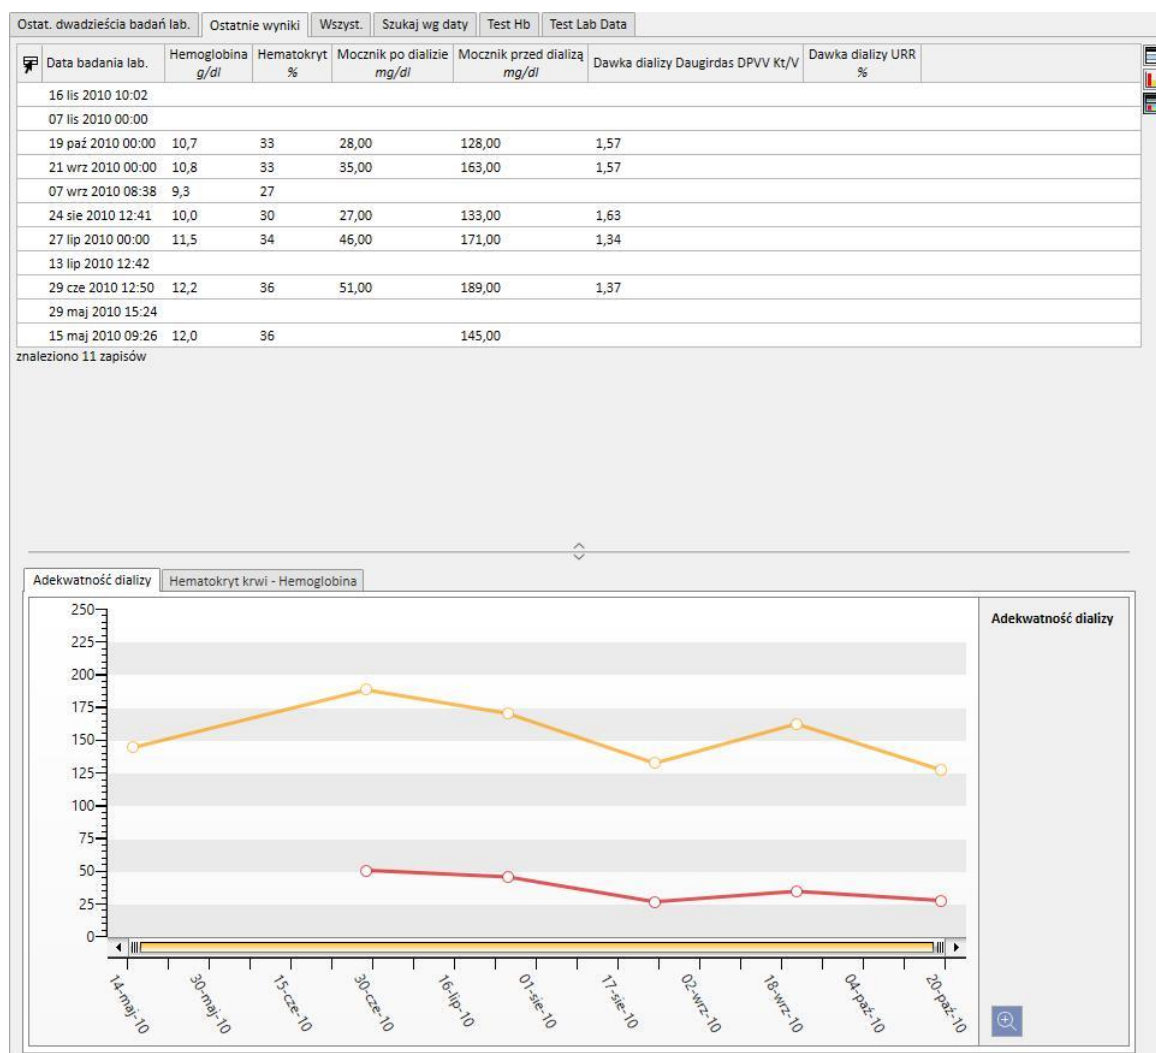 Ostat. dwadzieścia badań lab. Ostatnie wyniki Wszyst. Szukaj wg daty Test Hb Test Lab Data
Data badania lab. Hemoglobina g/dl Hematokryt % Mocznik po dializie mg/dl Mocznik przed dializą mg/dl Dawka dializy Daugirdas DPVV Kt/V Dawka dializy URR %
16 lis 2010 10:02
07 lis 2010 00:00
19 paź 2010 00:00 10,7 33 28,00 128,00 1,57
21 wrz 2010 00:00 10,8 33 35,00 163,00 1,57
07 wrz 2010 08:38 9,3 27
24 sie 2010 12:41 10,0 30 27,00 133,00 1,63
27 lip 2010 00:00 11,5 34 46,00 171,00 1,34
13 lip 2010 12:42
29 cze 2010 12:50 12,2 36 51,00 189,00 1,37
29 maj 2010 15:24
15 maj 2010 09:26 12,0 36 145,00
znaleziono 11 zapisów
Adekwatność dializy Hematokryt krwi - Hemoglobina
Adekwatność dializy
250
225
200
175
150
125
100
75
50
25
0
14-maj-10 30-maj-10 15-cze-10 30-cze-10 16-lip-10 01-sie-10 17-sie-10 02-wrz-10 18-wrz-10 04-paź-10 20-paź-10